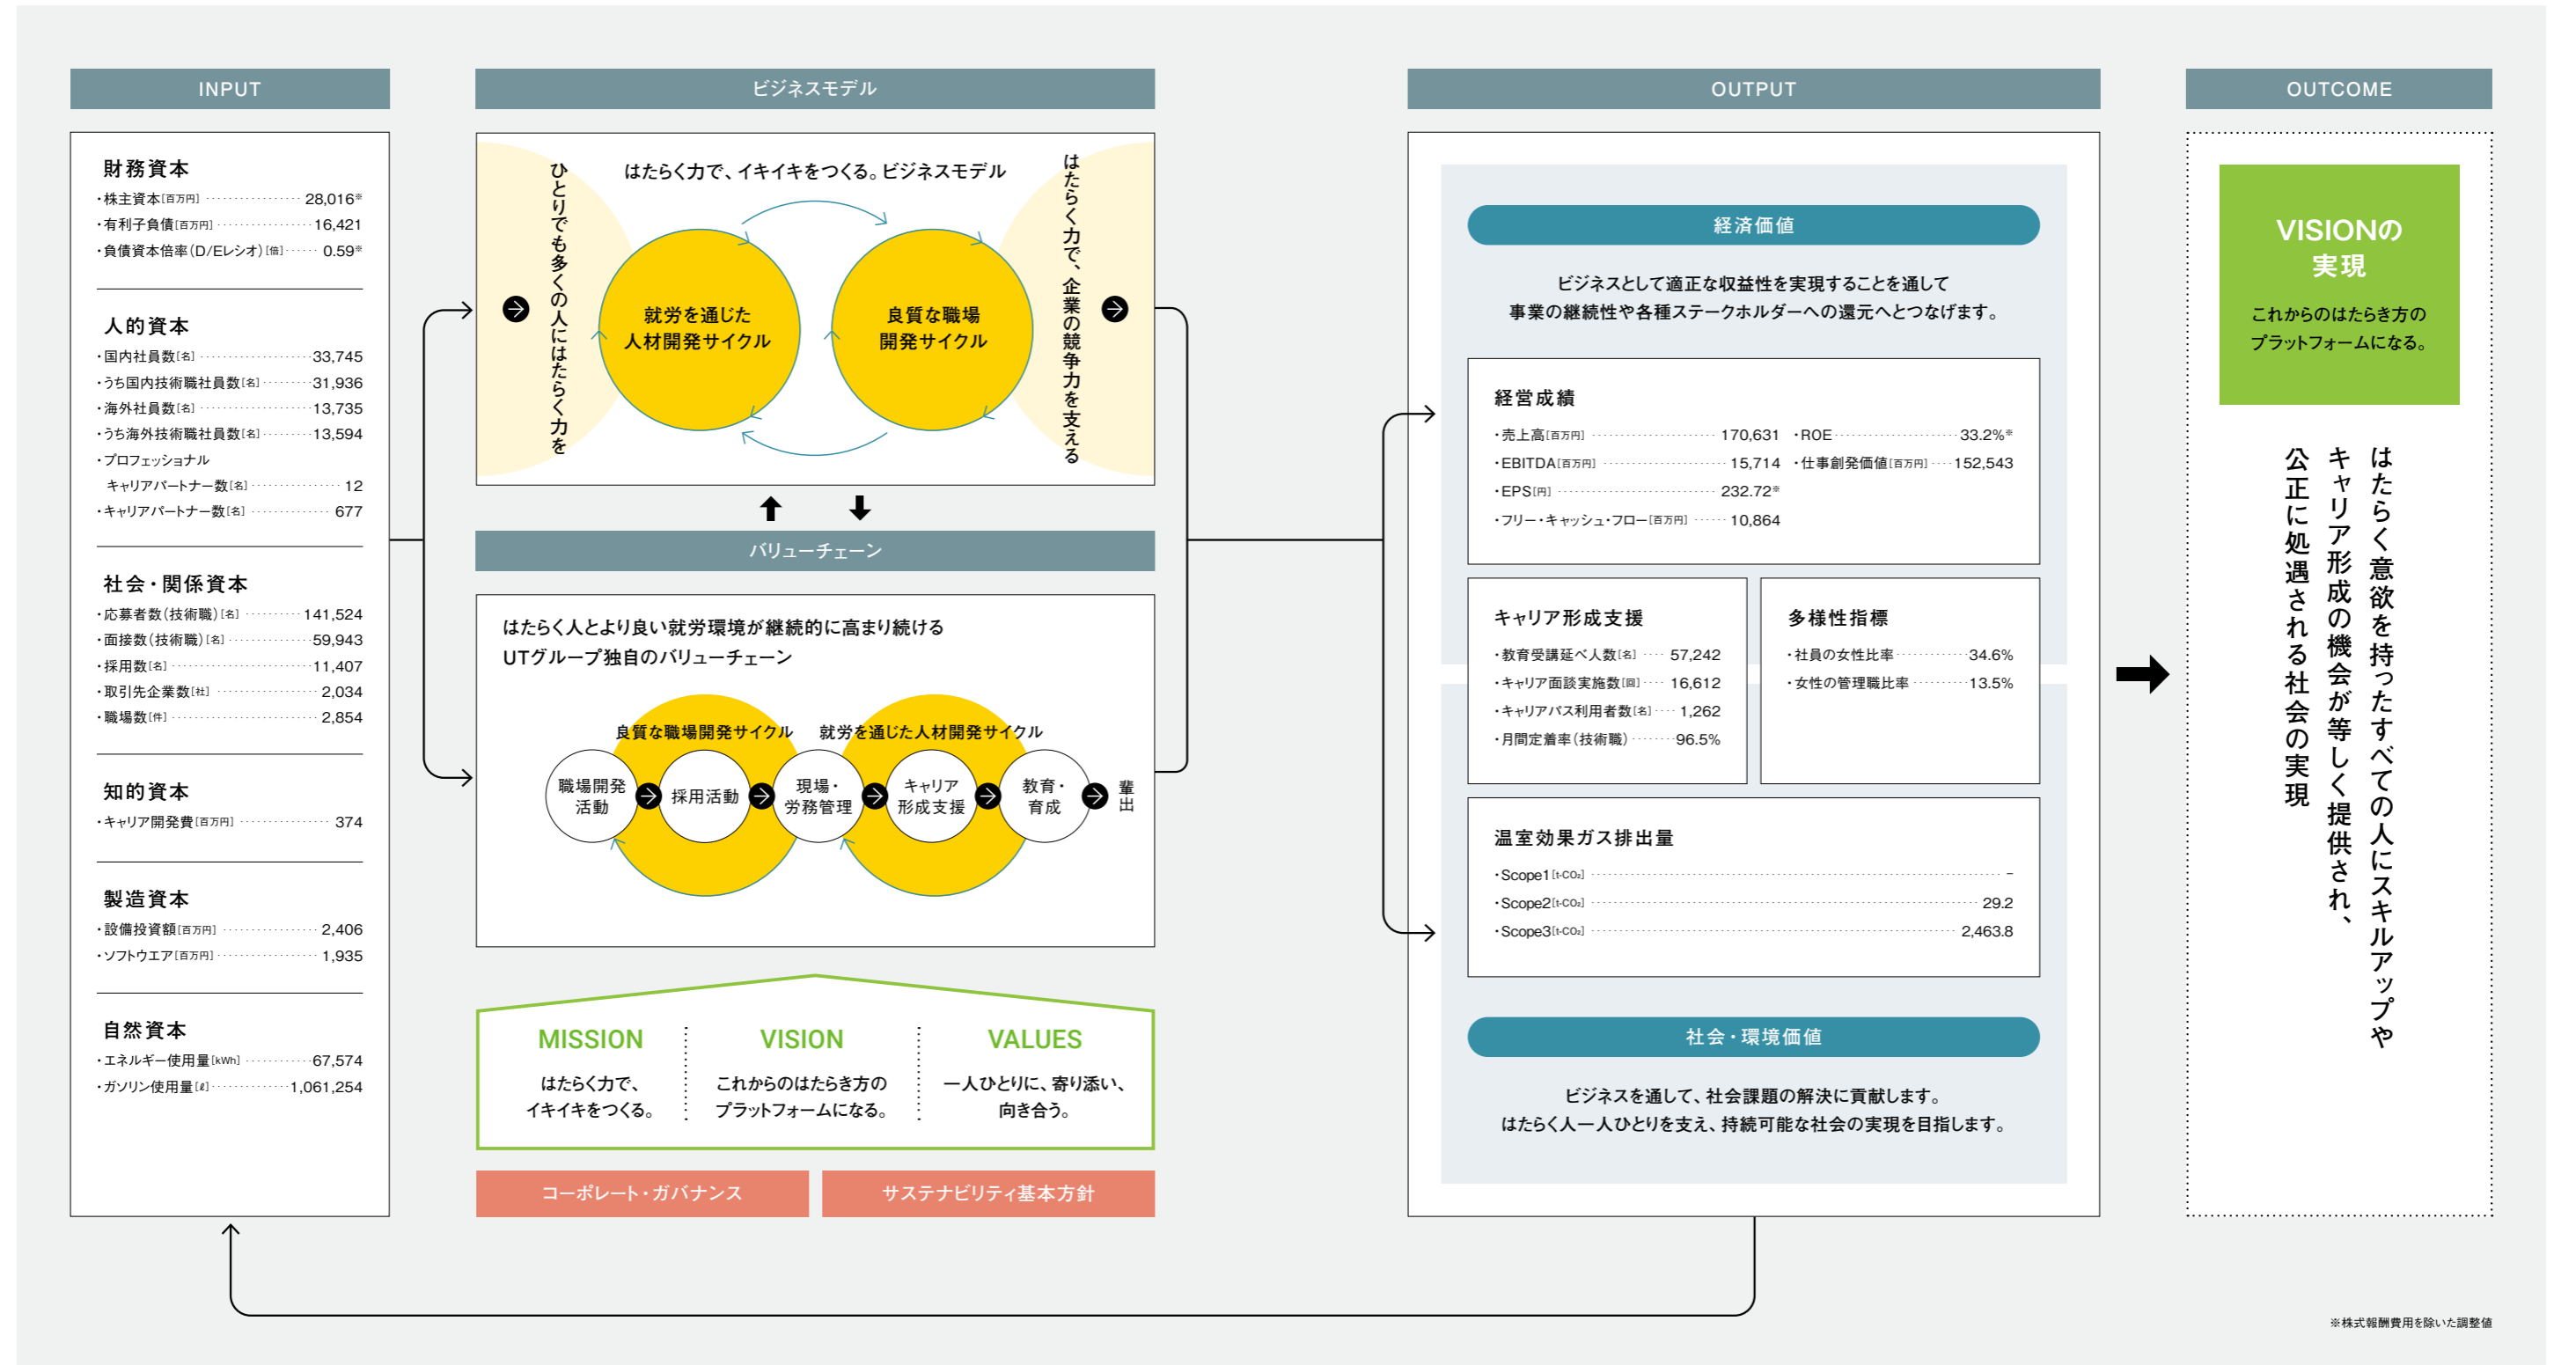 INPUT
財務資本
・株主資本[百万円] 28,016※
・有利子負債[百万円] 16,421
・負債資本倍率(D/Eレシオ)[倍] 0.59※
人的資本
・国内社員数[名] 33,745
・うち国内技術職社員数[名] 31,936
・海外社員数[名] 13,735
・うち海外技術職社員数[名] 13,594
・プロフェッショナル
キャリアパートナー数[名] 12
・キャリアパートナー数[名] 677
社会・関係資本
・応募者数(技術職)[名] 141,524
・面接数(技術職)[名] 59,943
・採用数[名] 11,407
・取引先企業数[社] 2,034
・職場数[件] 2,854
知的資本
・キャリア開発費[百万円] 374
製造資本
・設備投資額[百万円] 2,406
・ソフトウエア[百万円] 1,935
自然資本
・エネルギー使用量[kWh] 67,574
・ガソリン使用量[ℓ] 1,061,254
ビジネスモデル
はたらく力で、イキイキをつくる。ビジネスモデル
ひとりでも多くの人にはたらく力を
就労を通じた
人材開発サイクル
良質な職場
開発サイクル
はたらく力で、企業の競争力を支える
バリューチェーン
はたらく人とより良い就労環境が継続的に高まり続ける
UTグループ独自のバリューチェーン
良質な職場開発サイクル
就労を通じた人材開発サイクル
職場開発
活動
採用活動
現場・
労務管理
キャリア
形成支援
教育・
育成
輩出
MISSION
はたらく力で、
イキイキをつくる。
VISION
これからのはたらき方の
プラットフォームになる。
VALUES
一人ひとりに、寄り添い、
向き合う。
コーポレート・ガバナンス
サステナビリティ基本方針
OUTPUT
経済価値
ビジネスとして適正な収益性を実現することを通して
事業の継続性や各種ステークホルダーへの還元へとつなげます。
経営成績
・売上高[百万円] 170,631
・EBITDA[百万円] 15,714
・EPS[円] 232.72※
・フリー・キャッシュ・フロー[百万円] 10,864
・ROE 33.2%※
・仕事創発価値[百万円] 152,543
キャリア形成支援
・教育受講延べ人数[名] 57,242
・キャリア面談実施数[回] 16,612
・キャリアパス利用者数[名] 1,262
・月間定着率(技術職) 96.5%
多様性指標
・社員の女性比率 34.6%
・女性の管理職比率 13.5%
温室効果ガス排出量
・Scope1[t-CO₂] –
・Scope2[t-CO₂] 29.2
・Scope3[t-CO₂] 2,463.8
社会・環境価値
ビジネスを通して、社会課題の解決に貢献します。
はたらく人一人ひとりを支え、持続可能な社会の実現を目指します。
OUTCOME
VISIONの
実現
これからのはたらき方の
プラットフォームになる。
はたらく意欲を持ったすべての人にスキルアップや
キャリア形成の機会が等しく提供され、
公正に処遇される社会の実現
※株式報酬費用を除いた調整値